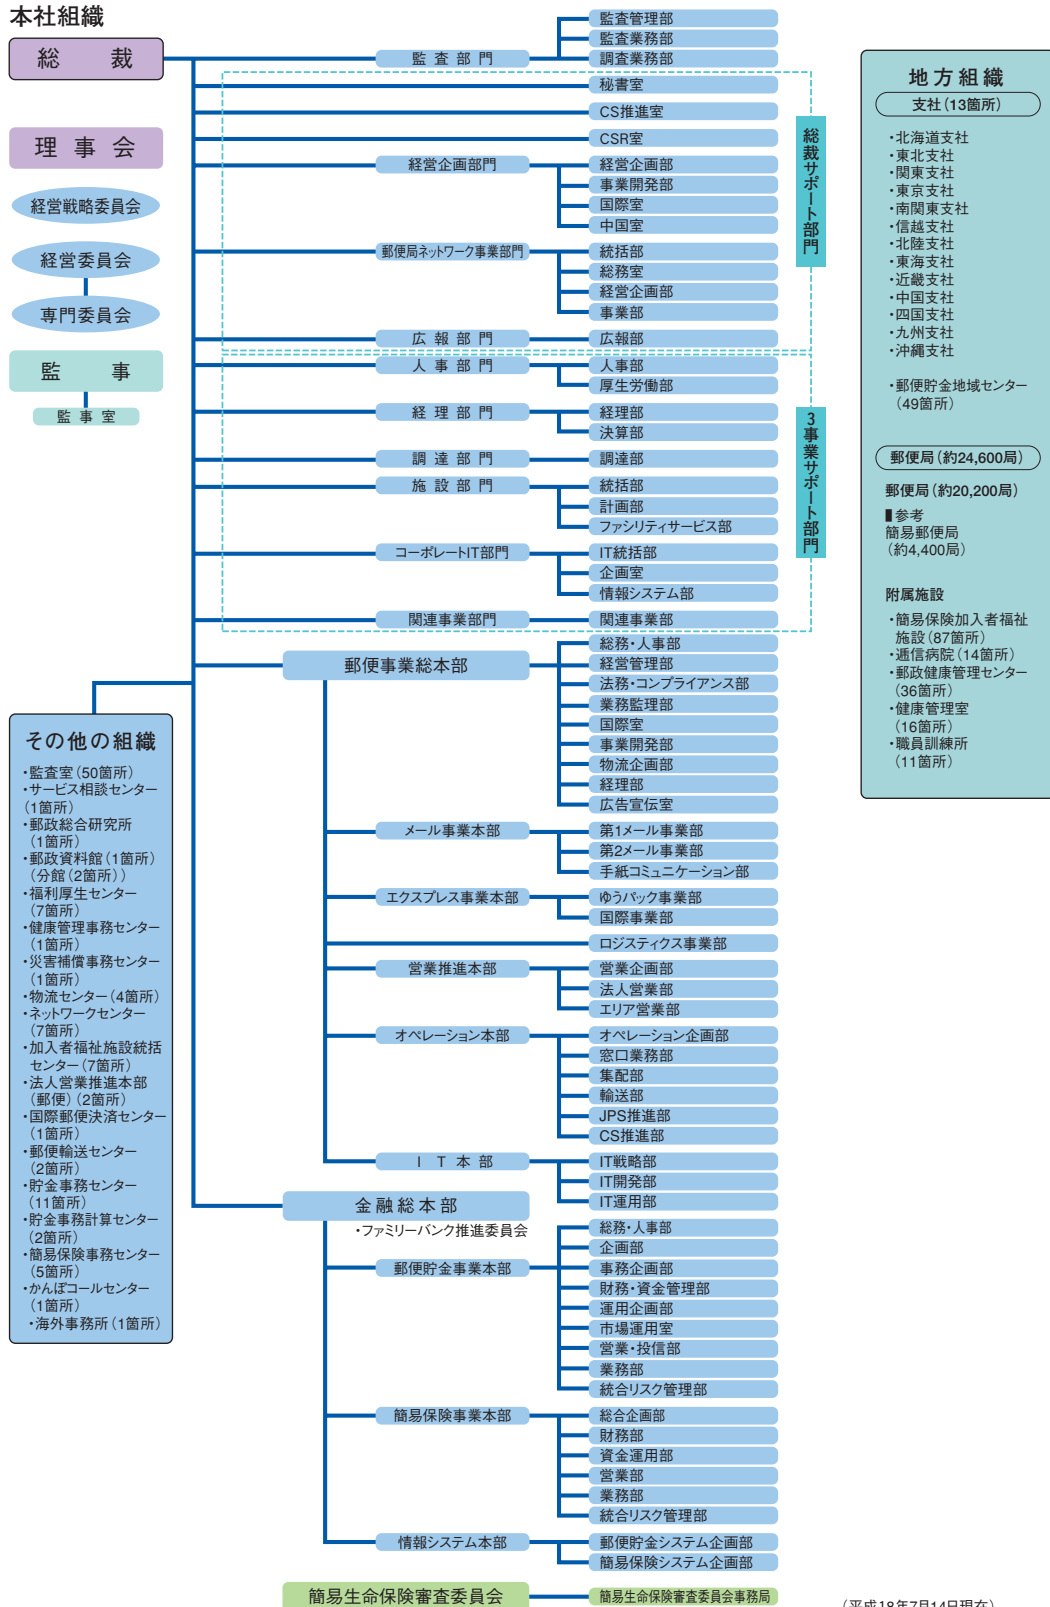 本社組織
総裁
理事会
経営戦略委員会
経営委員会
専門委員会
監事
監事室
監査部門
監査管理部
監査業務部
調査業務部
秘書室
CS推進室
CSR室
経営企画部門
経営企画部
事業開発部
国際室
中国室
郵便局ネットワーク事業部門
統括部
総務室
経営企画部
事業部
広報部門
広報部
総裁サポート部門
人事部門
人事部
厚生労働部
経理部門
経理部
決算部
調達部門
調達部
施設部門
統括部
計画部
ファシリティサービス部
コーポレートIT部門
IT統括部
企画室
情報システム部
関連事業部門
関連事業部
3事業サポート部門
郵便事業総本部
総務・人事部
経営管理部
法務・コンプライアンス部
業務監理部
国際室
事業開発部
物流企画部
経理部
広告宣伝室
メール事業本部
第1メール事業部
第2メール事業部
手紙コミュニケーション部
エクスプレス事業本部
ゆうパック事業部
国際事業部
ロジスティクス事業部
営業推進本部
営業企画部
法人営業部
エリア営業部
オペレーション本部
オペレーション企画部
窓口業務部
集配部
輸送部
JPS推進部
CS推進部
IT本部
IT戦略部
IT開発部
IT運用部
金融総本部
・ファミリーバンク推進委員会
郵便貯金事業本部
総務・人事部
企画部
事務企画部
財務・資金管理部
運用企画部
市場運用室
営業・投信部
業務部
統合リスク管理部
簡易保険事業本部
総合企画部
財務部
資金運用部
営業部
業務部
統合リスク管理部
情報システム本部
郵便貯金システム企画部
簡易保険システム企画部
簡易生命保険審査委員会
簡易生命保険審査委員会事務局
その他の組織
・監査室（50箇所）
・サービス相談センター
（1箇所）
・郵政総合研究所
（1箇所）
・郵政資料館（1箇所）
（分館（2箇所））
・福利厚生センター
（7箇所）
・健康管理事務センター
（1箇所）
・災害補償事務センター
（1箇所）
・物流センター（4箇所）
・ネットワークセンター
（7箇所）
・加入者福祉施設統括
センター（7箇所）
・法人営業推進本部
（郵便）（2箇所）
・国際郵便決済センター
（1箇所）
・郵便輸送センター
（2箇所）
・貯金事務センター
（11箇所）
・貯金事務計算センター
（2箇所）
・簡易保険事務センター
（5箇所）
・かんぽコールセンター
（1箇所）
・海外事務所（1箇所）
地方組織
支社（13箇所）
・北海道支社
・東北支社
・関東支社
・東京支社
・南関東支社
・信越支社
・北陸支社
・東海支社
・近畿支社
・中国支社
・四国支社
・九州支社
・沖縄支社
・郵便貯金地域センター
（49箇所）
郵便局（約24,600局）
郵便局（約20,200局）
■参考
簡易郵便局
（約4,400局）
附属施設
・簡易保険加入者福祉
施設（87箇所）
・逓信病院（14箇所）
・郵政健康管理センター
（36箇所）
・健康管理室
（16箇所）
・職員訓練所
（11箇所）
（平成18年7月14日現在）